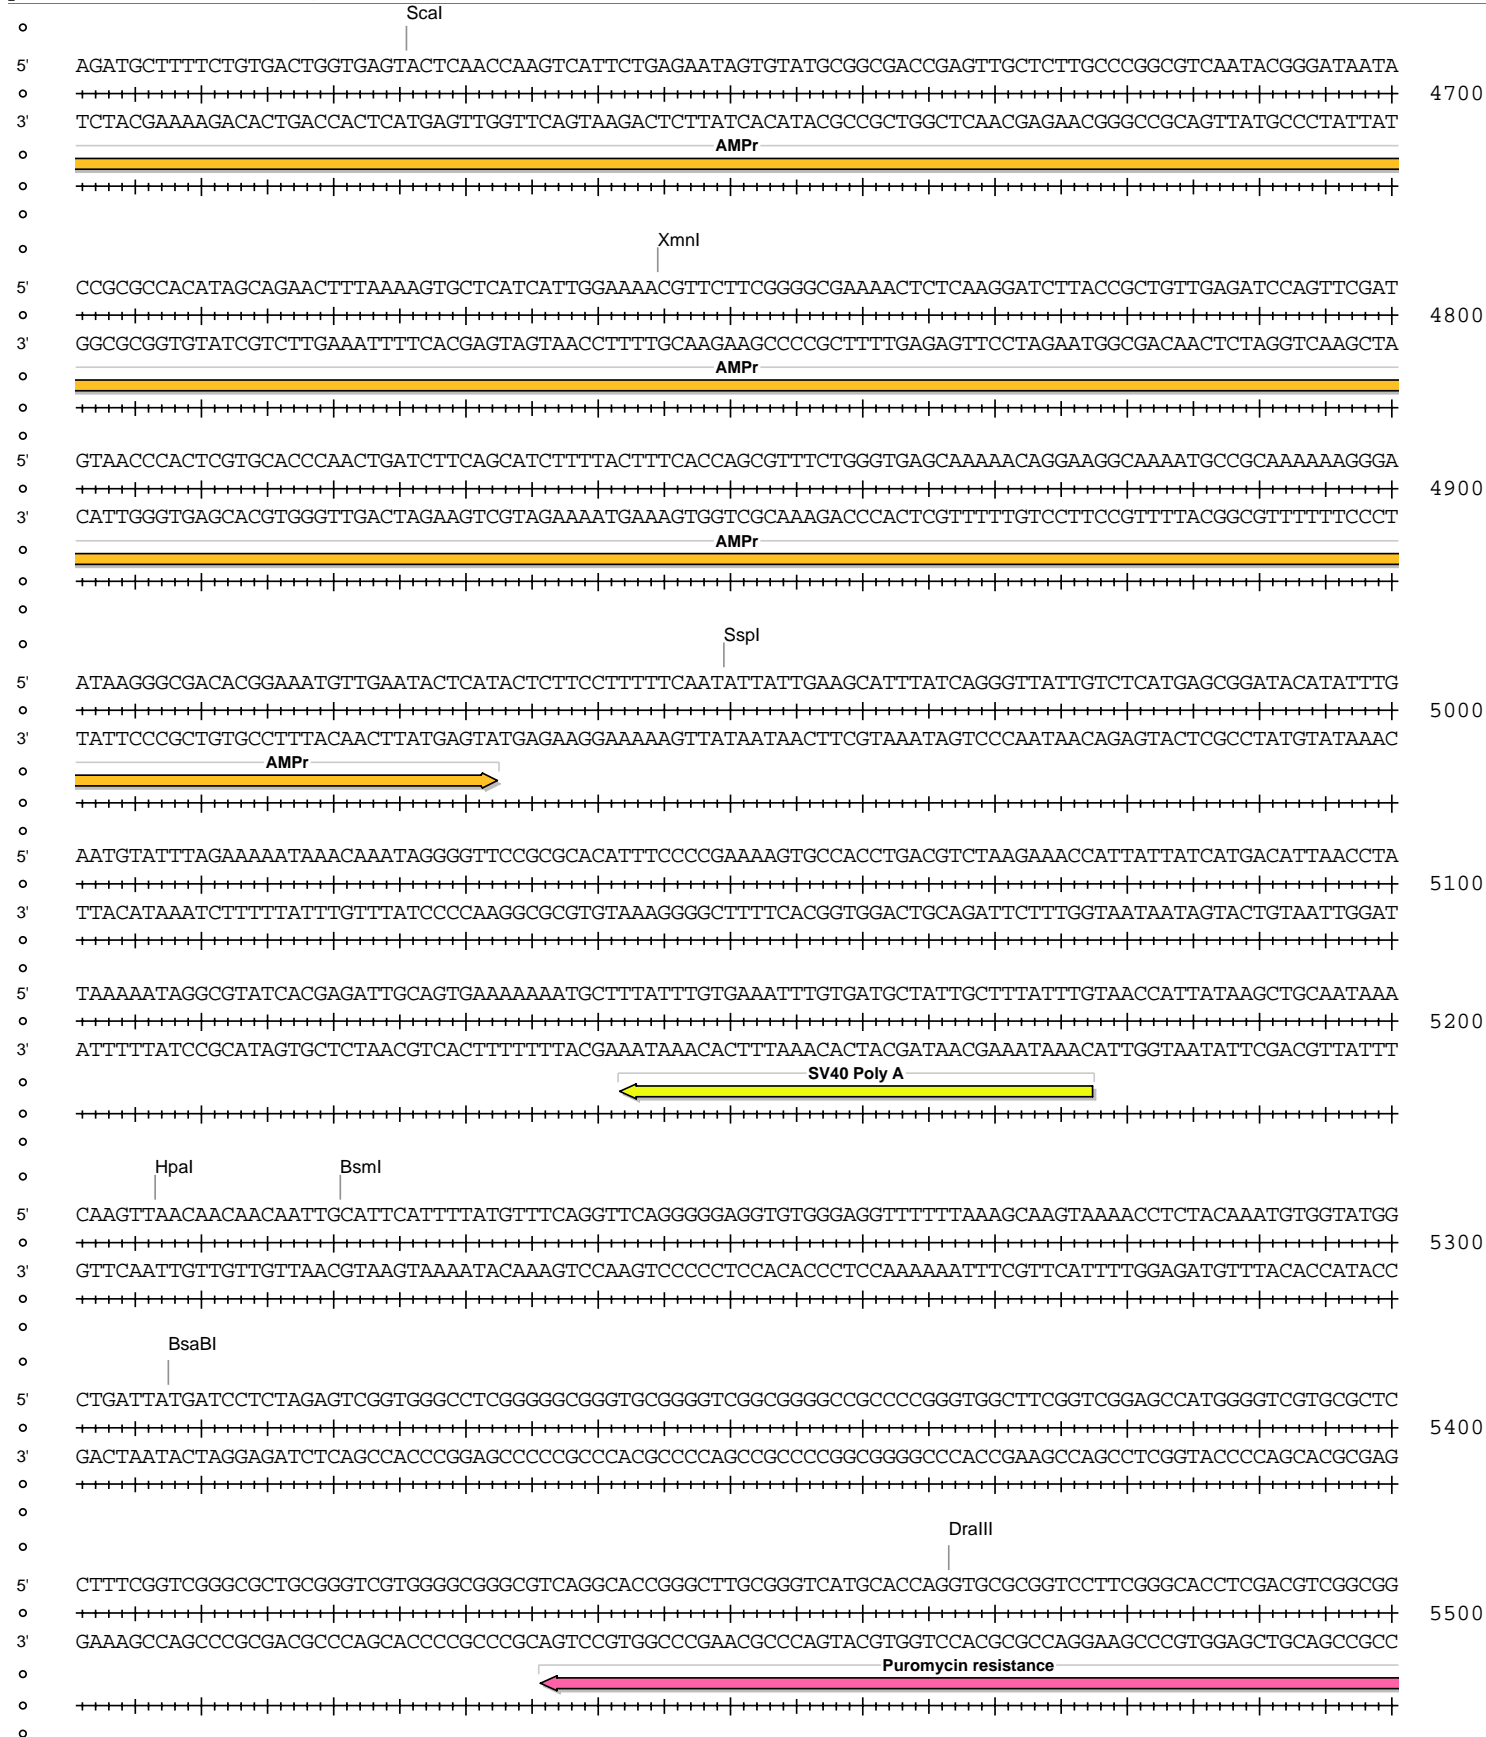 ScaI
5' AGATGCTTTTCTGTGACTGGTGAGTACTCAACCAAGTCATTCTGAGAATAGTGTATGCGGCGACCGAGTTGCTCTTGCCCGGCGTCAATACGGGATAATA
4700
3' TCTACGAAAAGACACTGACCACTCATGAGTTGGTTCAGTAAGACTCTTATCACATACGCCGCTGGCTCAACGAGAACGGGCCGCAGTTATGCCCTATTAT
AMPr
XmnI
5' CCGCGCCACATAGCAGAACTTTAAAAGTGCTCATCATTGGAAAACGTTCTTCGGGGCGAAAACTCTCAAGGATCTTACCGCTGTTGAGATCCAGTTCGAT
4800
3' GGCGCGGTGTATCGTCTTGAAATTTTCACGAGTAGTAACCTTTTGCAAGAAGCCCCGCTTTTGAGAGTTCCTAGAATGGCGACAACTCTAGGTCAAGCTA
AMPr
5' GTAACCCACTCGTGCACCCAACTGATCTTCAGCATCTTTTACTTTCACCAGCGTTTCTGGGTGAGCAAAAACAGGAAGGCAAAATGCCGCAAAAAAGGGA
4900
3' CATTGGGTGAGCACGTGGGTTGACTAGAAGTCGTAGAAAATGAAAGTGGTCGCAAAGACCCACTCGTTTTTGTCCTTCCGTTTTACGGCGTTTTTTCCCT
AMPr
SspI
5' ATAAGGGCGACACGGAAATGTTGAATACTCATACTCTTCCTTTTTCAATATTATTGAAGCATTTATCAGGGTTATTGTCTCATGAGCGGATACATATTTG
5000
3' TATTCCCGCTGTGCCTTTACAACTTATGAGTATGAGAAGGAAAAAGTTATAATAACTTCGTAAATAGTCCCAATAACAGAGTACTCGCCTATGTATAAAC
AMPr
5' AATGTATTTAGAAAAATAAACAAATAGGGGTTCCGCGCACATTTCCCCGAAAAGTGCCACCTGACGTCTAAGAAACCATTATTATCATGACATTAACCTA
5100
3' TTACATAAATCTTTTTATTTGTTTATCCCCAAGGCGCGTGTAAAGGGGCTTTTCACGGTGGACTGCAGATTCTTTGGTAATAATAGTACTGTAATTGGAT
5' TAAAAATAGGCGTATCACGAGATTGCAGTGAAAAAAATGCTTTATTTGTGAAATTTGTGATGCTATTGCTTTATTTGTAACCATTATAAGCTGCAATAAA
5200
3' ATTTTTATCCGCATAGTGCTCTAACGTCACTTTTTTTACGAAATAAACACTTTAAACACTACGATAACGAAATAAACATTGGTAATATTCGACGTTATTT
SV40 Poly A
HpaI BsmI
5' CAAGTTAACAACAACAATTGCATTCATTTTATGTTTCAGGTTCAGGGGGAGGTGTGGGAGGTTTTTTAAAGCAAGTAAAACCTCTACAAATGTGGTATGG
5300
3' GTTCAATTGTTGTTGTTAACGTAAGTAAAATACAAAGTCCAAGTCCCCCTCCACACCCTCCAAAAAATTTCGTTCATTTTGGAGATGTTTACACCATACC
BsaBI
5' CTGATTATGATCCTCTAGAGTCGGTGGGCCTCGGGGGCGGGTGCGGGGTCGGCGGGGCCGCCCCGGGTGGCTTCGGTCGGAGCCATGGGGTCGTGCGCTC
5400
3' GACTAATACTAGGAGATCTCAGCCACCCGGAGCCCCCGCCCACGCCCCAGCCGCCCCGGCGGGGCCCACCGAAGCCAGCCTCGGTACCCCAGCACGCGAG
DraIII
5' CTTTCGGTCGGGCGCTGCGGGTCGTGGGGCGGGCGTCAGGCACCGGGCTTGCGGGTCATGCACCAGGTGCGCGGTCCTTCGGGCACCTCGACGTCGGCGG
5500
3' GAAAGCCAGCCCGCGACGCCCAGCACCCCGCCCGCAGTCCGTGGCCCGAACGCCCAGTACGTGGTCCACGCGCCAGGAAGCCCGTGGAGCTGCAGCCGCC
Puromycin resistance